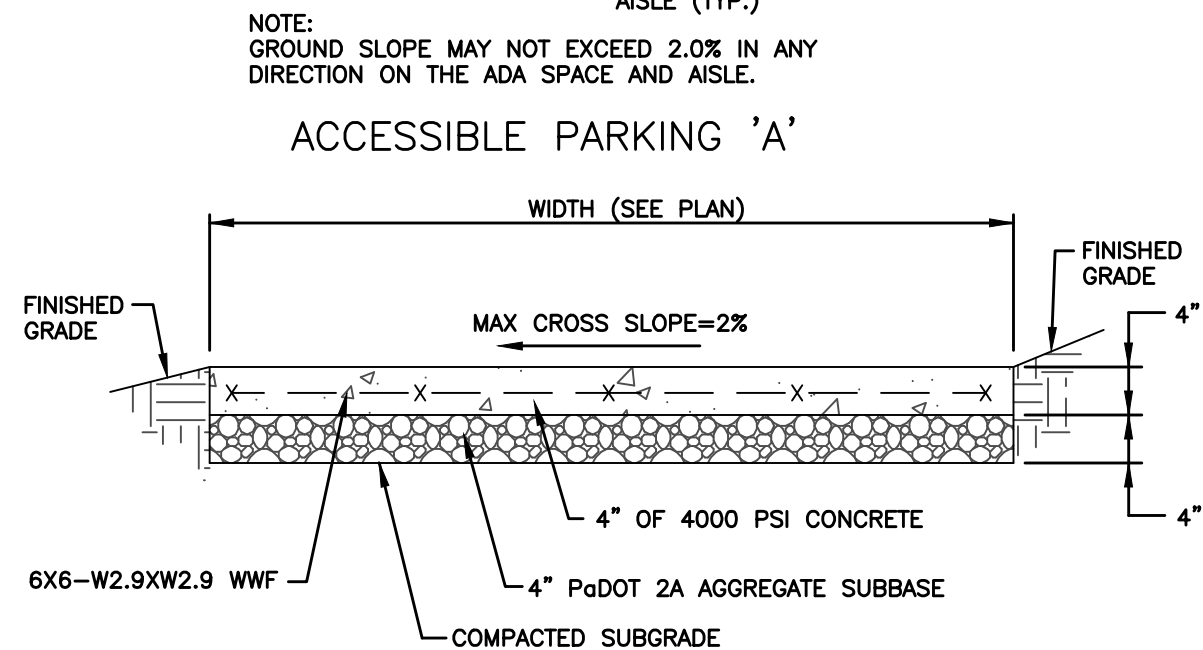 AISLE (TYP.)
NOTE:
GROUND SLOPE MAY NOT EXCEED 2.0% IN ANY
DIRECTION ON THE ADA SPACE AND AISLE.
ACCESSIBLE PARKING 'A'
WIDTH (SEE PLAN)
FINISHED
GRADE
FINISHED
GRADE
4"
MAX CROSS SLOPE=2%
X X X X X
4" OF 4000 PSI CONCRETE
4"
6X6-W2.9XW2.9 WWF
4" PaDOT 2A AGGREGATE SUBBASE
COMPACTED SUBGRADE